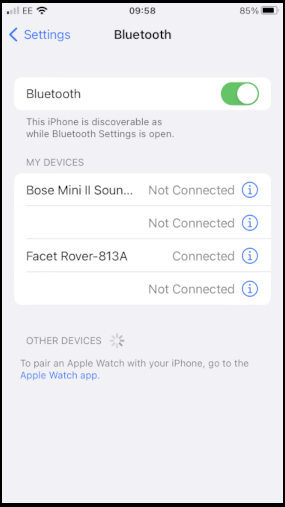 EE 09:58 85%
Settings Bluetooth
Bluetooth
This iPhone is discoverable as
while Bluetooth Settings is open.
MY DEVICES
Bose Mini II Soun... Not Connected
Not Connected
Facet Rover-813A Connected
Not Connected
OTHER DEVICES
To pair an Apple Watch with your iPhone, go to the
Apple Watch app.